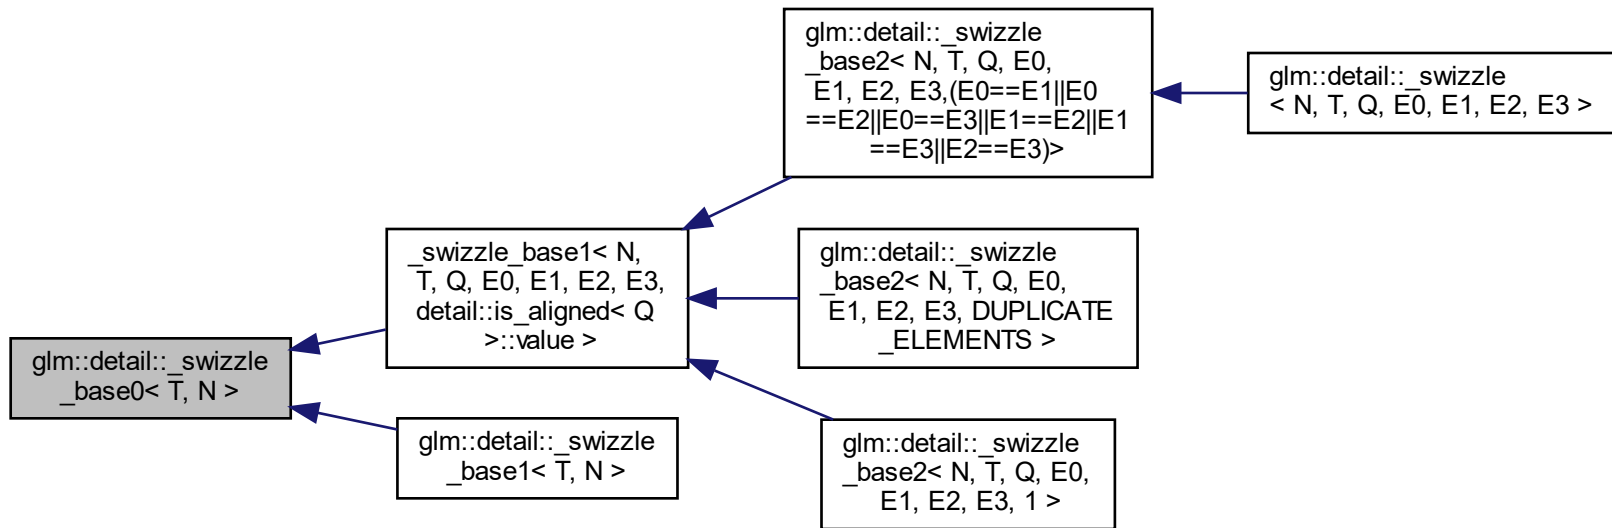 glm::detail::_swizzle
_base2< N, T, Q, E0,
E1, E2, E3,(E0==E1||E0
==E2||E0==E3||E1==E2||E1
==E3||E2==E3)>
glm::detail::_swizzle
< N, T, Q, E0, E1, E2, E3 >
_swizzle_base1< N,
T, Q, E0, E1, E2, E3,
detail::is_aligned< Q
>::value >
glm::detail::_swizzle
_base2< N, T, Q, E0,
E1, E2, E3, DUPLICATE
_ELEMENTS >
glm::detail::_swizzle
_base0< T, N >
glm::detail::_swizzle
_base1< T, N >
glm::detail::_swizzle
_base2< N, T, Q, E0,
E1, E2, E3, 1 >